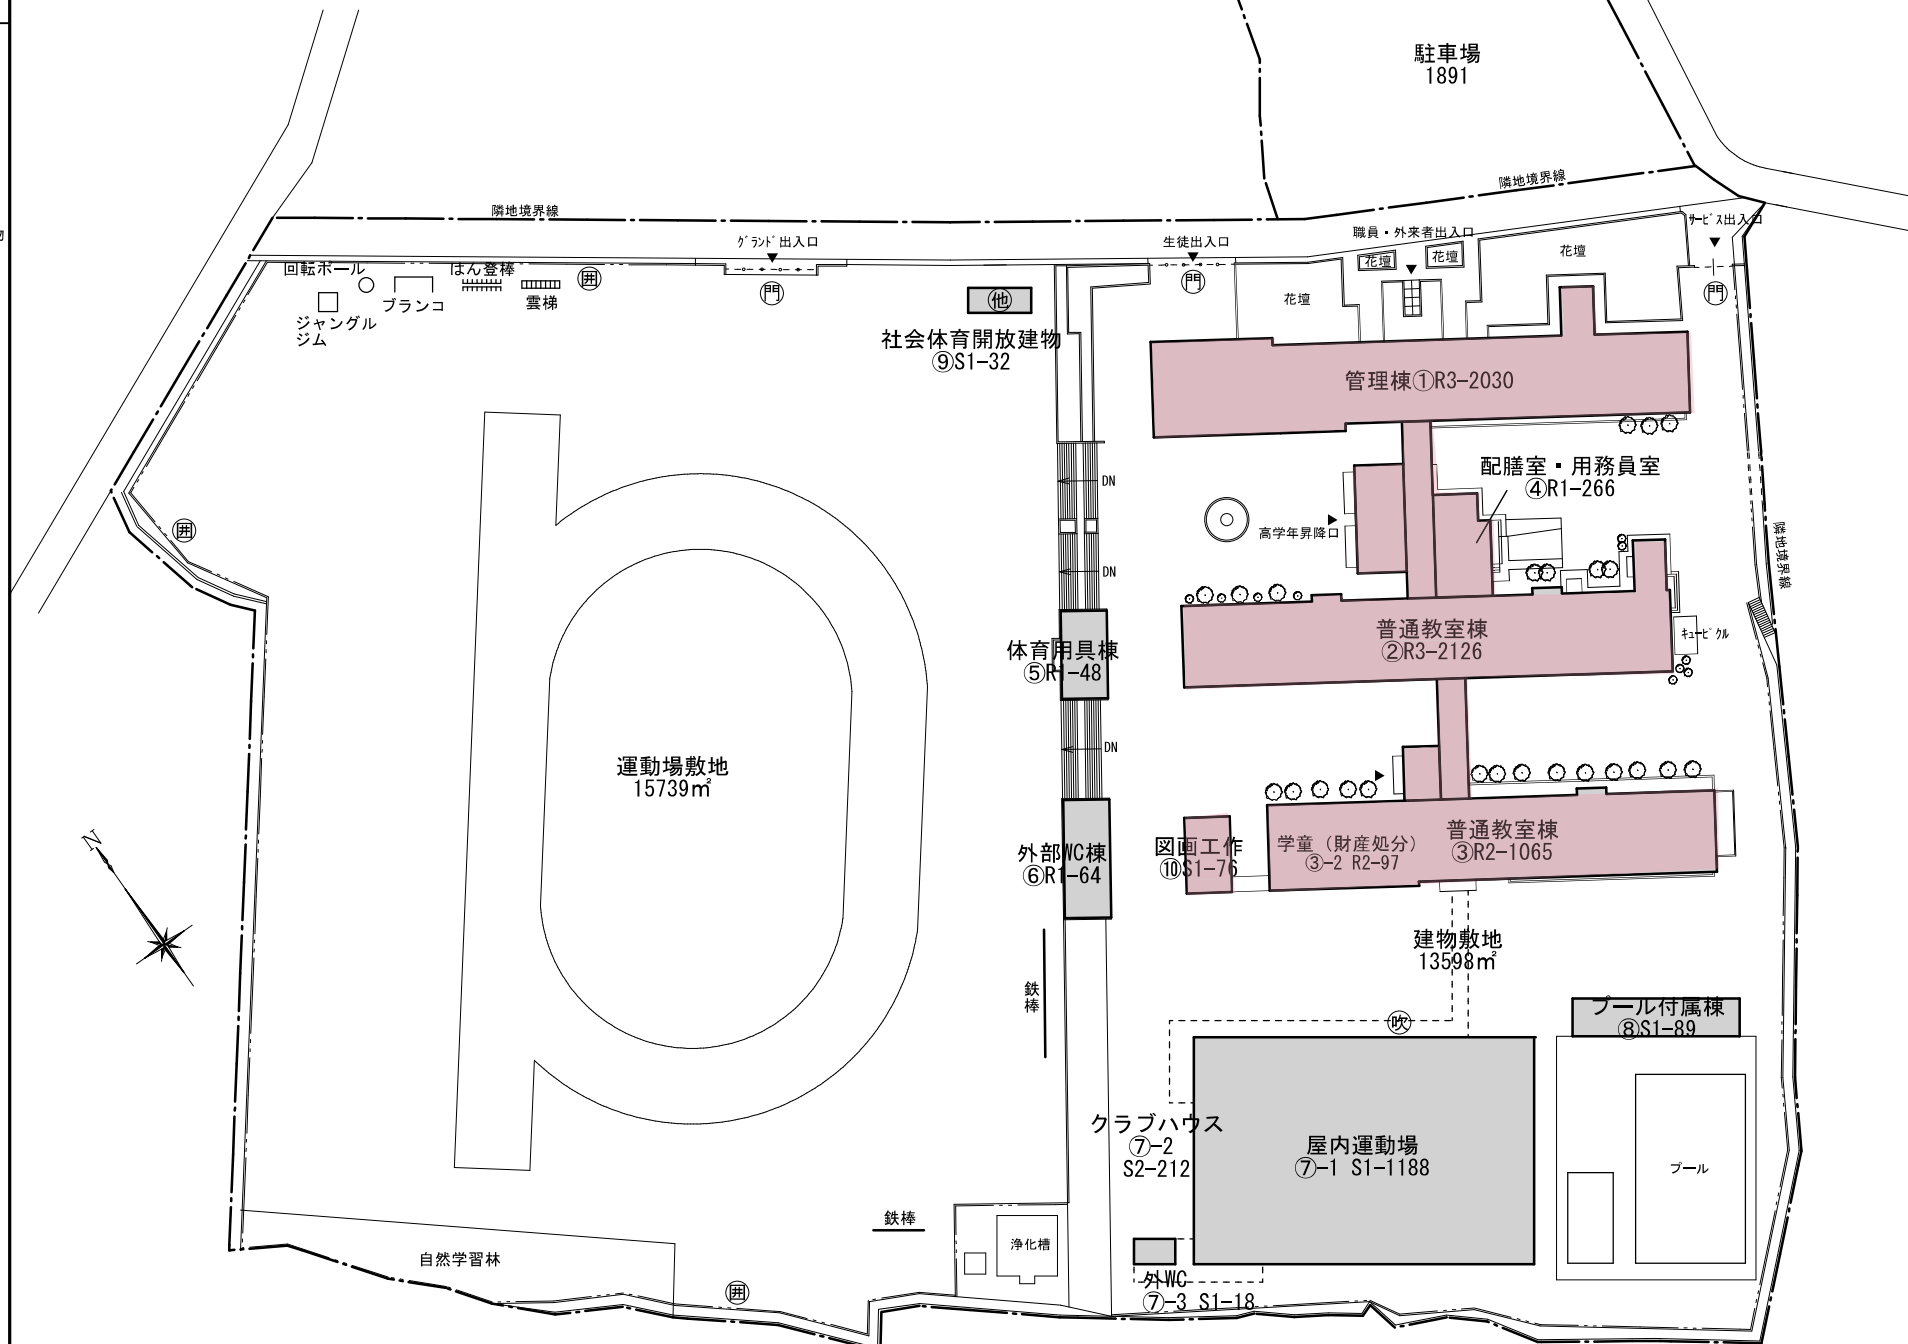 駐車場
1891
隣地境界線
隣地境界線
グランド出入口
生徒出入口
職員・外来者出入口
サービス出入口
花壇
花壇
花壇
花壇
回転ポール
はん登棒
囲
門
門
門
ブランコ
雲梯
ジャングル
ジム
他
社会体育開放建物
⑨S1-32
管理棟①R3-2030
配膳室・用務員室
④R1-266
DN
高学年昇降口
囲
隣地境界線
DN
普通教室棟
②R3-2126
キュービクル
体育用具棟
⑤R1-48
DN
運動場敷地
15739㎡
N
外部WC棟
⑥R1-64
図画工作
⑩S1-76
学童（財産処分）
③-2 R2-97
普通教室棟
③R2-1065
建物敷地
13598㎡
鉄棒
吹
プール付属棟
⑧S1-89
クラブハウス
⑦-2
S2-212
屋内運動場
⑦-1 S1-1188
プール
鉄棒
浄化槽
自然学習林
囲
外WC
⑦-3 S1-18